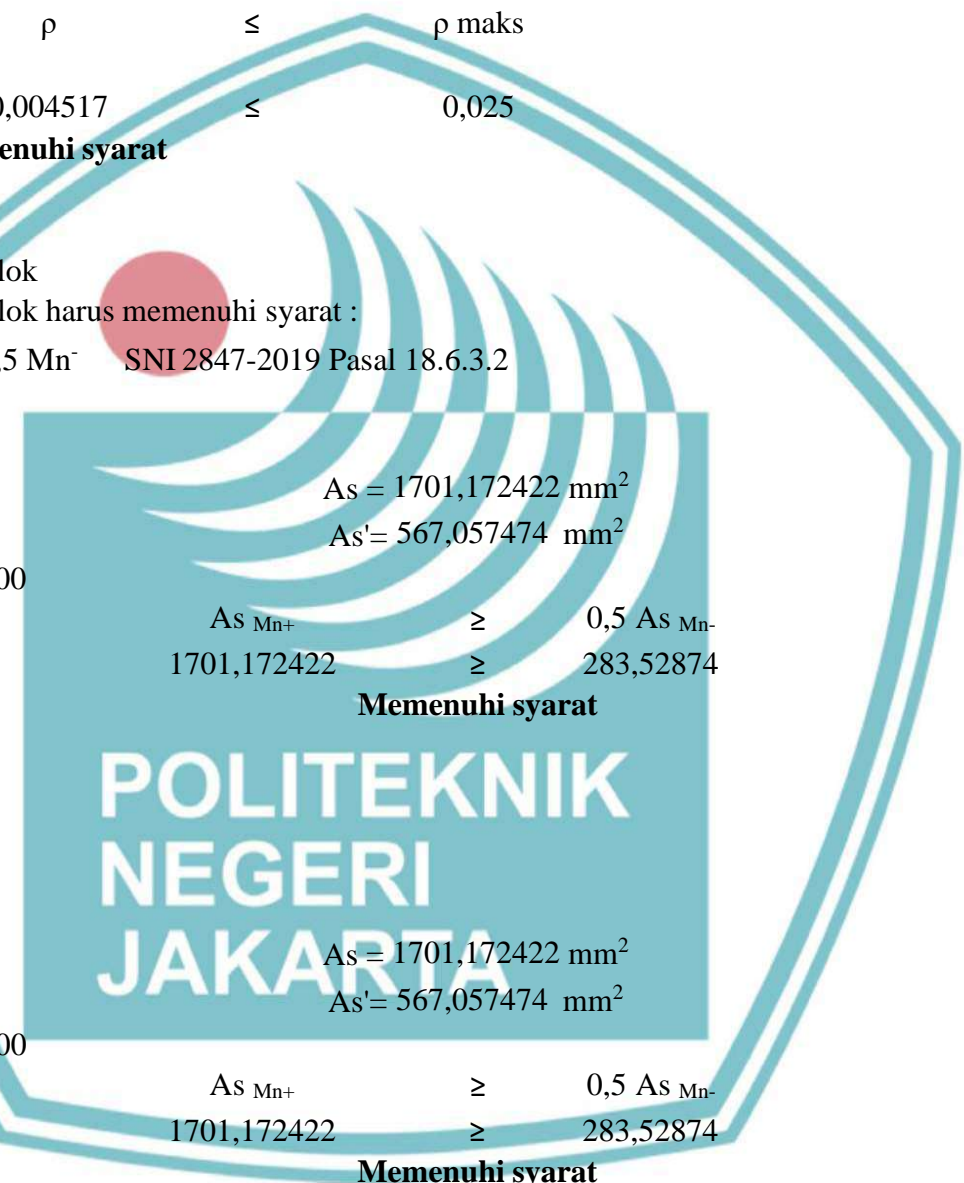 ρ ≤ ρ maks
0,004517 ≤ 0,025
enuhi syarat
lok
lok harus memenuhi syarat :
,5 Mn⁻ SNI 2847-2019 Pasal 18.6.3.2
As = 1701,172422 mm²
As'= 567,057474 mm²
00
As Mn+ ≥ 0,5 As Mn-
1701,172422 ≥ 283,52874
Memenuhi syarat
POLITEKNIK
NEGERI
JAKARTA
As = 1701,172422 mm²
As'= 567,057474 mm²
00
As Mn+ ≥ 0,5 As Mn-
1701,172422 ≥ 283,52874
Memenuhi syarat